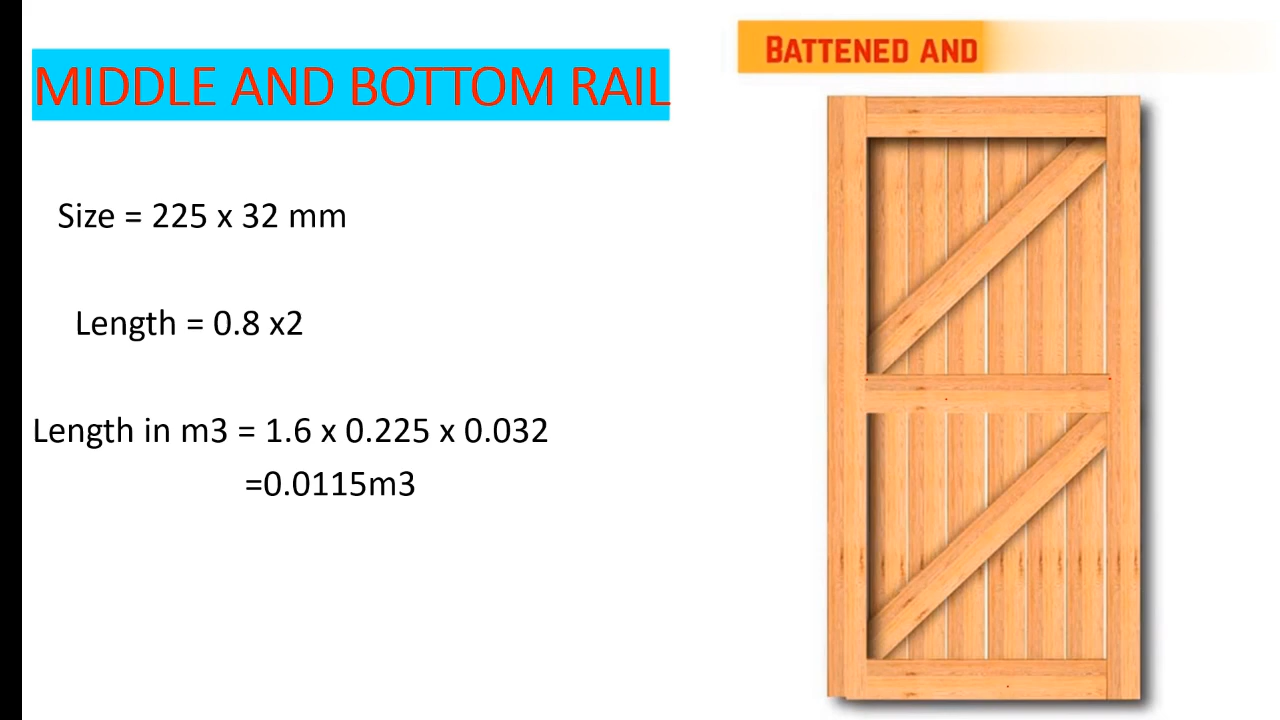 MIDDLE AND BOTTOM RAIL
BATTENED AND
Size = 225 x 32 mm
Length = 0.8 x2
Length in m3 = 1.6 x 0.225 x 0.032
=0.0115m3